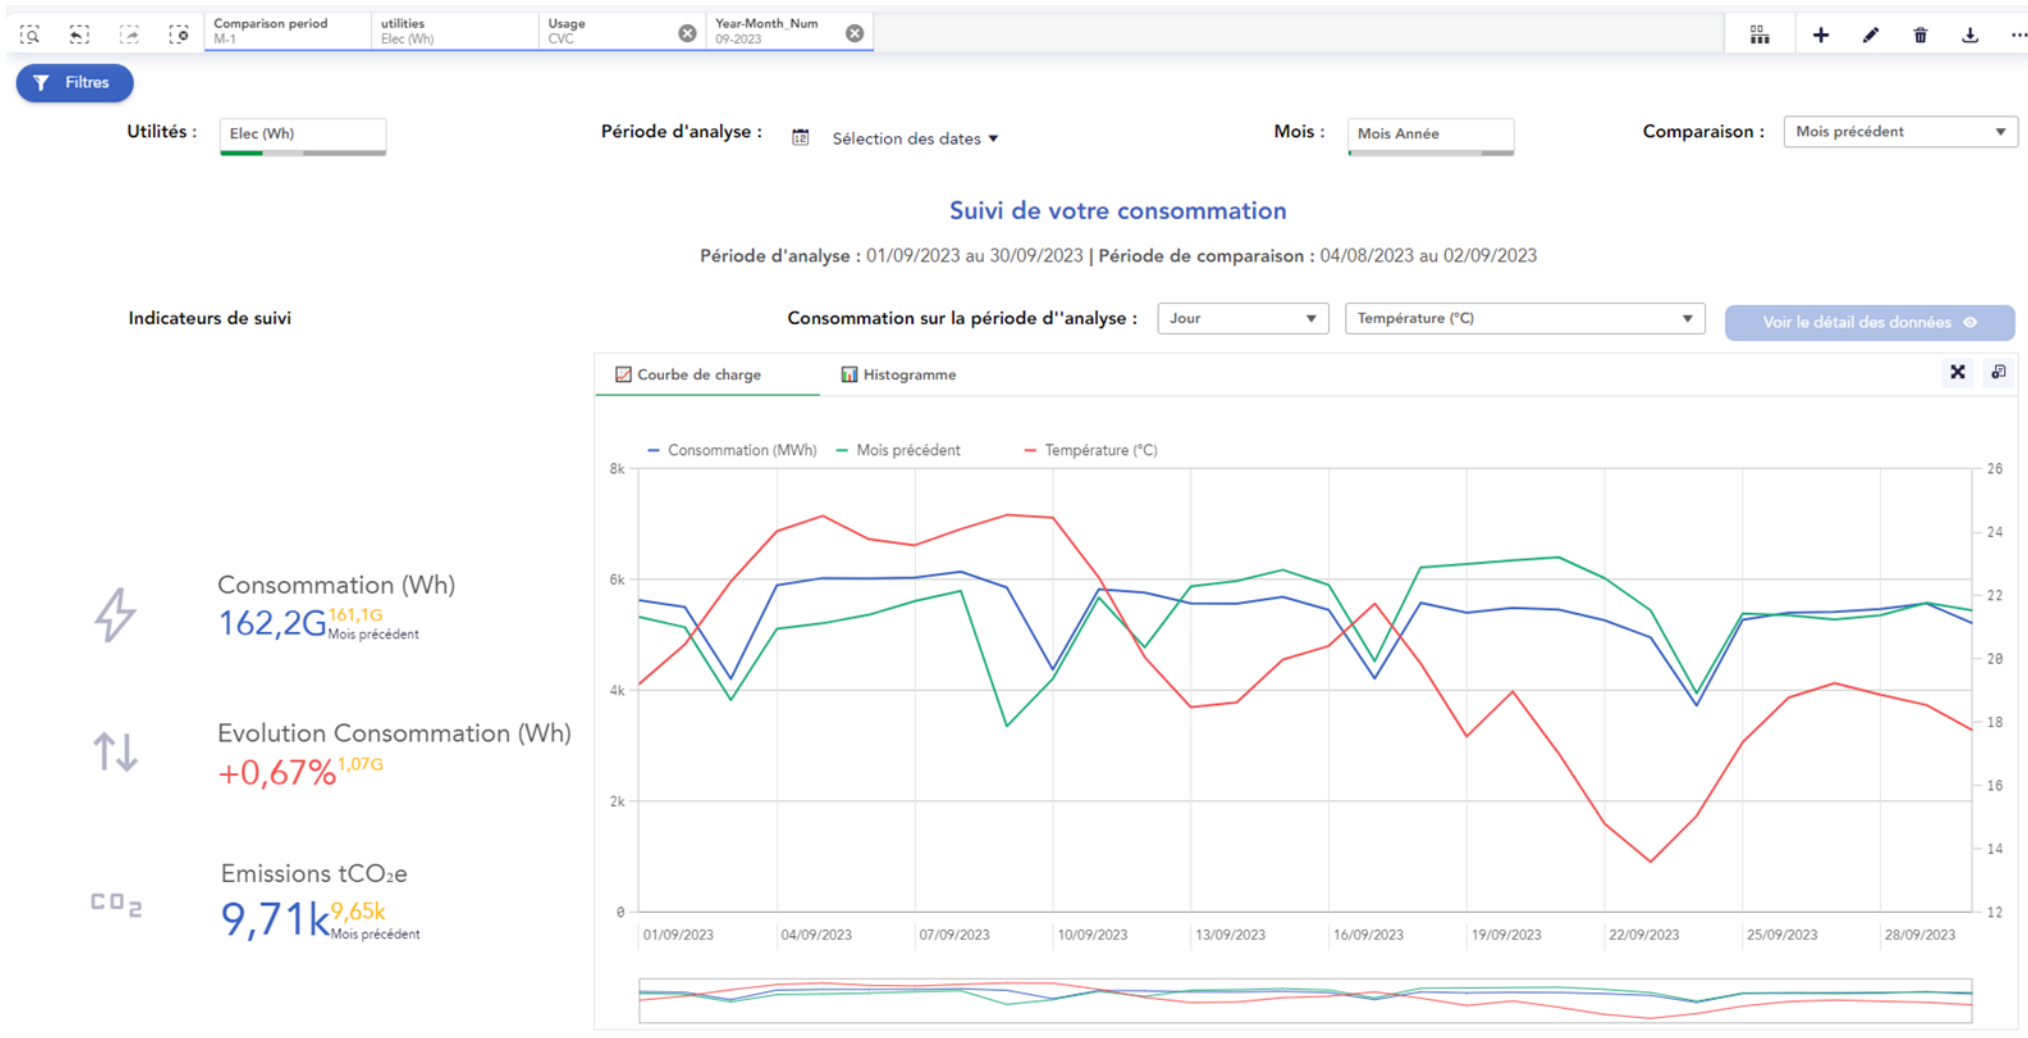 Comparison period
M-1
utilities
Elec (Wh)
Usage
CVC
Year-Month_Num
09-2023
Filtres
Utilités :
Elec (Wh)
Période d'analyse :
12
Sélection des dates
Mois :
Mois Année
Comparaison :
Mois précédent
Suivi de votre consommation
Période d'analyse : 01/09/2023 au 30/09/2023 | Période de comparaison : 04/08/2023 au 02/09/2023
Indicateurs de suivi
Consommation sur la période d''analyse :
Jour
Température (°C)
Voir le détail des données
Courbe de charge
Histogramme
Consommation (MWh)
Mois précédent
Température (°C)
8k
6k
4k
2k
0
26
24
22
20
18
16
14
12
01/09/2023
04/09/2023
07/09/2023
10/09/2023
13/09/2023
16/09/2023
19/09/2023
22/09/2023
25/09/2023
28/09/2023
Consommation (Wh)
162,2G 161,1G
Mois précédent
Evolution Consommation (Wh)
+0,67% 1,07G
CO2
Emissions tCO₂e
9,71k 9,65k
Mois précédent